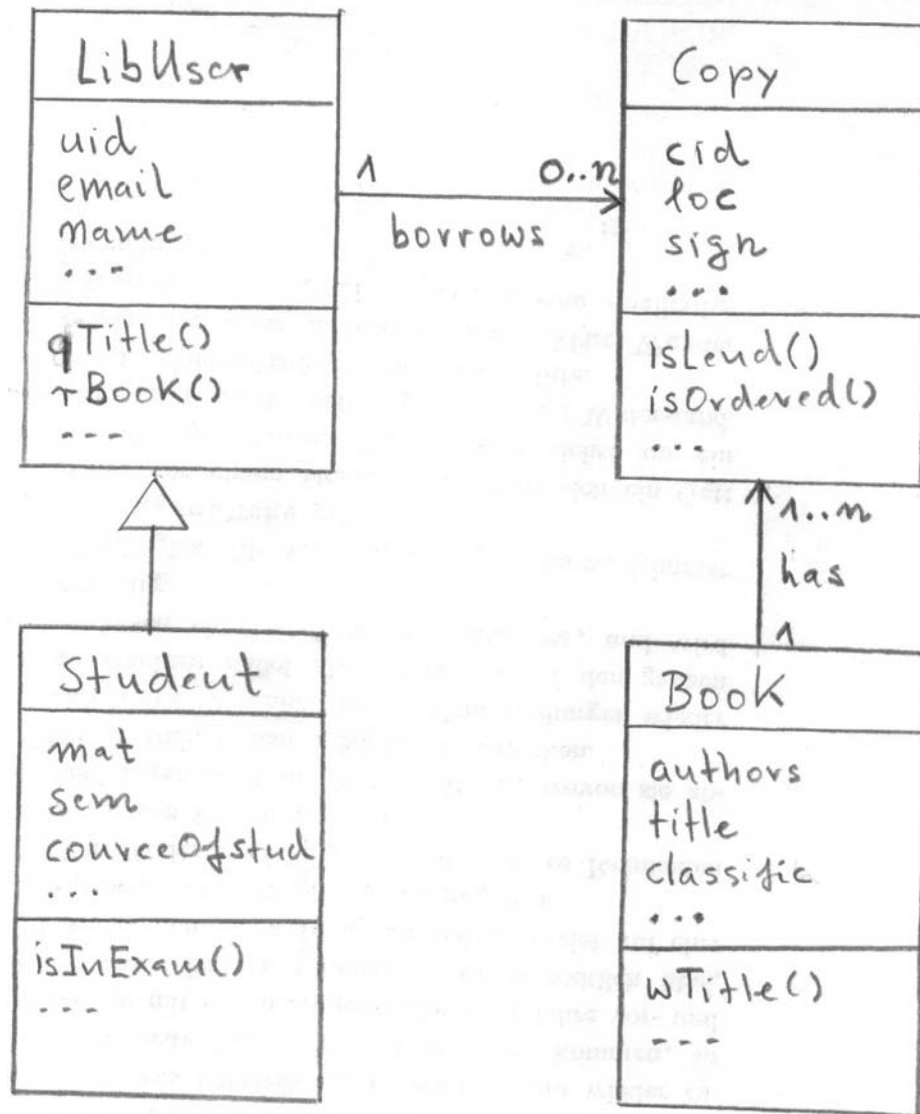 LibUser
uid
email
name
...
qTitle()
rBook()
---
1
borrows
0..n
Copy
cid
loc
sign
...
isLend()
isOrdered()
...
1..n
has
1
Student
mat
sem
courceOfstud
...
isInExam()
---
Book
authors
title
classific.
...
wTitle()
---